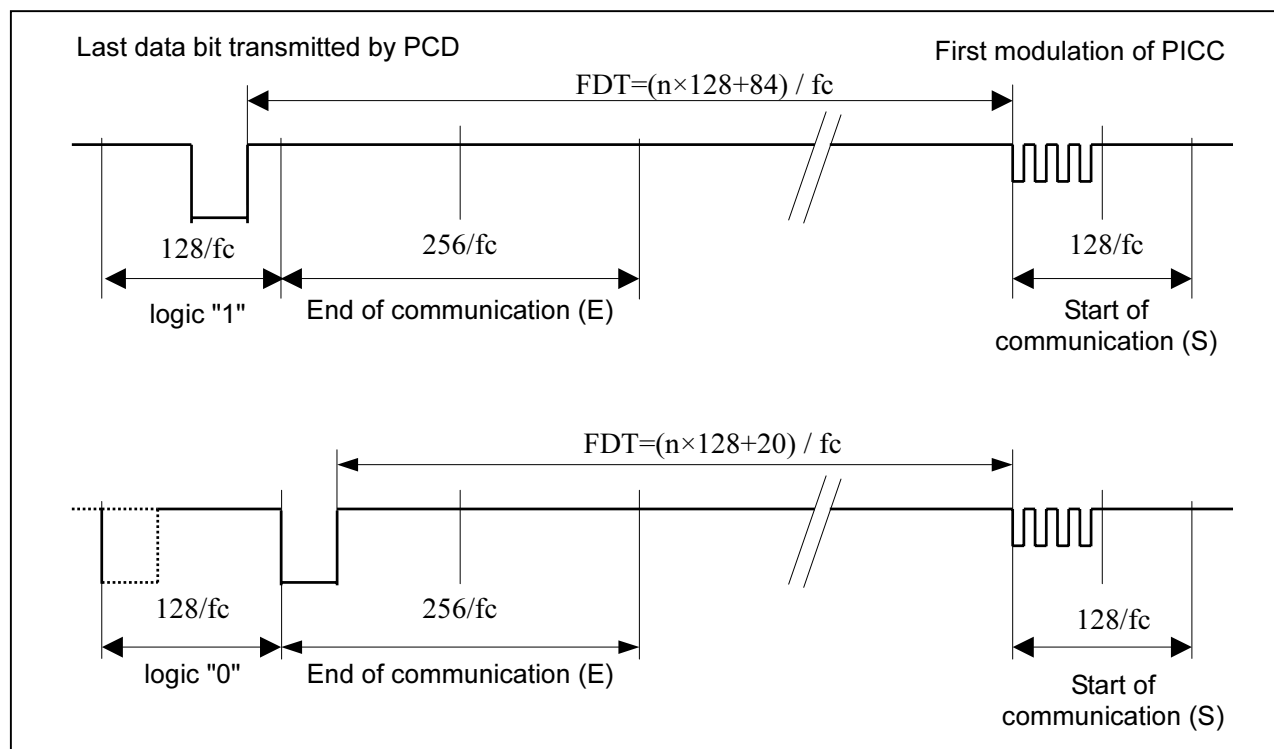 Last data bit transmitted by PCD
First modulation of PICC
FDT=(n×128+84) / fc
128/fc
256/fc
128/fc
logic "1"
End of communication (E)
Start of
communication (S)
FDT=(n×128+20) / fc
128/fc
256/fc
128/fc
logic "0"
End of communication (E)
Start of
communication (S)